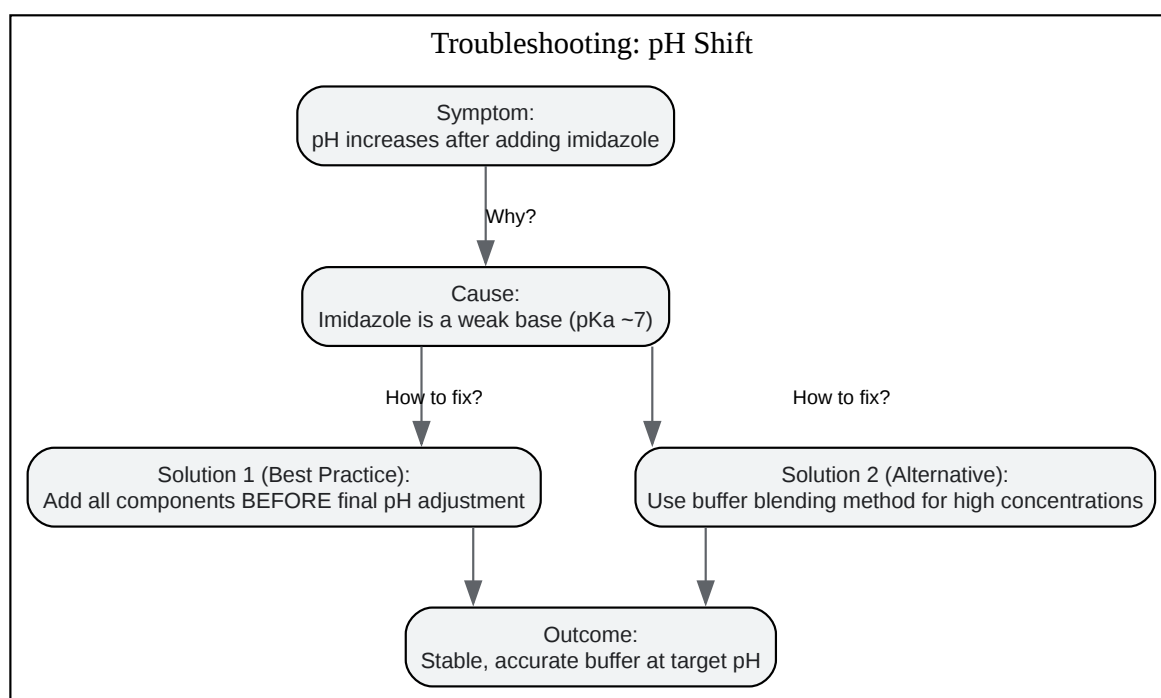 Troubleshooting: pH Shift
Symptom:
pH increases after adding imidazole
Why?
Cause:
Imidazole is a weak base (pKa ~7)
How to fix?
How to fix?
Solution 1 (Best Practice):
Add all components BEFORE final pH adjustment
Solution 2 (Alternative):
Use buffer blending method for high concentrations
Outcome:
Stable, accurate buffer at target pH